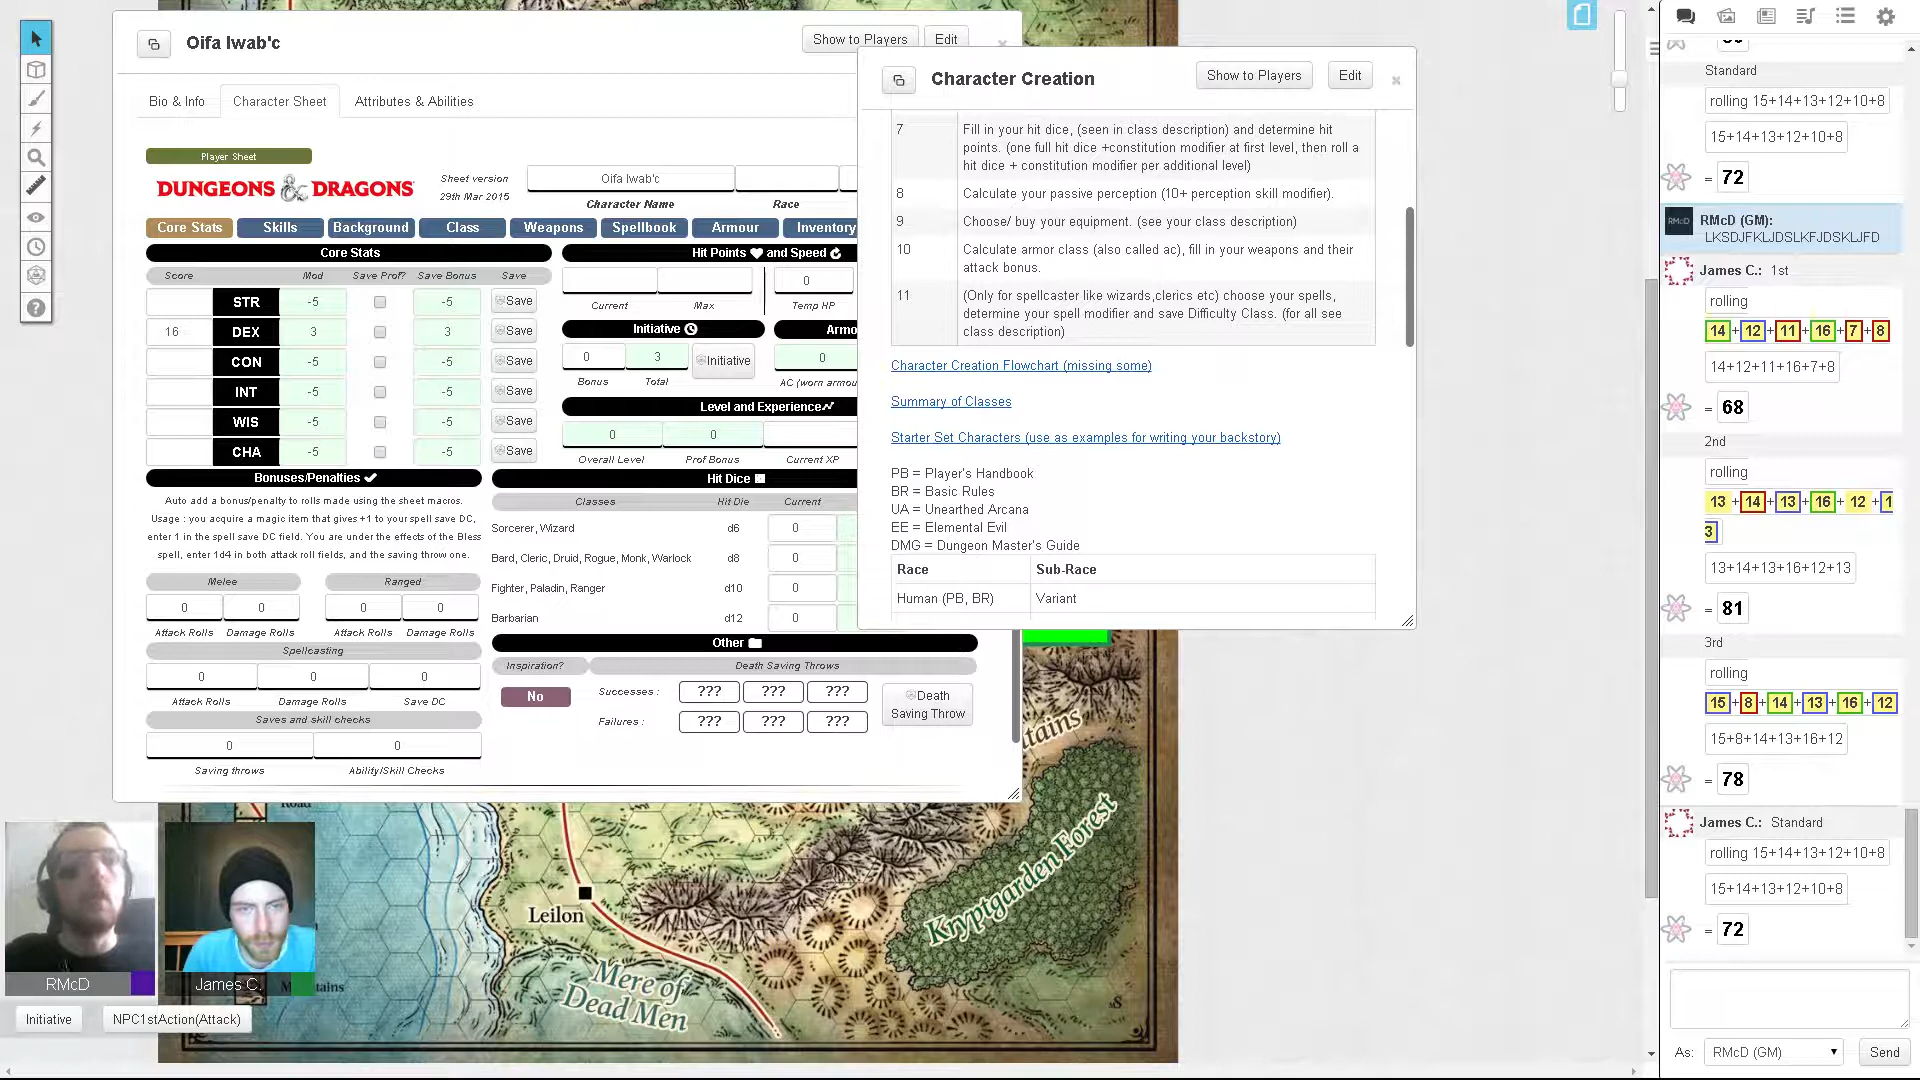 Oifa Iwab'c
Show to Players
Edit
Bio & Info
Character Sheet
Attributes & Abilities
Player Sheet
DUNGEONS & DRAGONS
Sheet version
29th Mar 2015
Oifa Iwab'c
Character Name
Race
Core Stats
Skills
Background
Class
Weapons
Spellbook
Armour
Inventory
Core Stats
Score
Mod
Save Prof?
Save Bonus
Save
STR
-5
-5
Save
16
DEX
3
3
Save
CON
-5
-5
Save
INT
-5
-5
Save
WIS
-5
-5
Save
CHA
-5
-5
Save
Hit Points and Speed
0
Current
Max
Temp HP
Initiative
Armo
0
3
Initiative
0
Bonus
Total
AC (worn armou
Level and Experience
0
0
Overall Level
Prof Bonus
Current XP
Bonuses/Penalties
Auto add a bonus/penalty to rolls made using the sheet macros.
Usage : you acquire a magic item that gives +1 to your spell save DC,
enter 1 in the spell save DC field. You are under the effects of the Bless
spell, enter 1d4 in both attack roll fields, and the saving throw one.
Melee
Ranged
0
0
0
0
Attack Rolls
Damage Rolls
Attack Rolls
Damage Rolls
Spellcasting
0
0
0
Attack Rolls
Damage Rolls
Save DC
Saves and skill checks
0
0
Saving throws
Ability/Skill Checks
Hit Dice
Classes
Hit Die
Current
Sorcerer, Wizard
d6
0
Bard, Cleric, Druid, Rogue, Monk, Warlock
d8
0
Fighter, Paladin, Ranger
d10
0
Barbarian
d12
0
Other
Inspiration?
Death Saving Throws
No
Successes :
???
???
???
Failures :
???
???
???
Death
Saving Throw
Character Creation
Show to Players
Edit
7
Fill in your hit dice, (seen in class description) and determine hit
points. (one full hit dice +constitution modifier at first level, then roll a
hit dice + constitution modifier per additional level)
8
Calculate your passive perception (10+ perception skill modifier).
9
Choose/ buy your equipment. (see your class description)
10
Calculate armor class (also called ac), fill in your weapons and their
attack bonus.
11
(Only for spellcaster like wizards,clerics etc) choose your spells,
determine your spell modifier and save Difficulty Class. (for all see
class description)
Character Creation Flowchart (missing some)
Summary of Classes
Starter Set Characters (use as examples for writing your backstory)
PB = Player's Handbook
BR = Basic Rules
UA = Unearthed Arcana
EE = Elemental Evil
DMG = Dungeon Master's Guide
Race
Sub-Race
Human (PB, BR)
Variant
Leilon
Mere of
Dead Men
Kryptgarden Forest
RMcD
James C.
Initiative
NPC1stAction(Attack)
Standard
rolling 15+14+13+12+10+8
15+14+13+12+10+8
= 72
RMcD (GM):
LKSDJFKLJDSLKFJDSKLJFD
James C.: 1st
rolling
14+12+11+16+7+8
14+12+11+16+7+8
= 68
2nd
rolling
13+14+13+16+12+1
3
13+14+13+16+12+13
= 81
3rd
rolling
15+8+14+13+16+12
15+8+14+13+16+12
= 78
James C.: Standard
rolling 15+14+13+12+10+8
15+14+13+12+10+8
= 72
As:
RMcD (GM)
Send